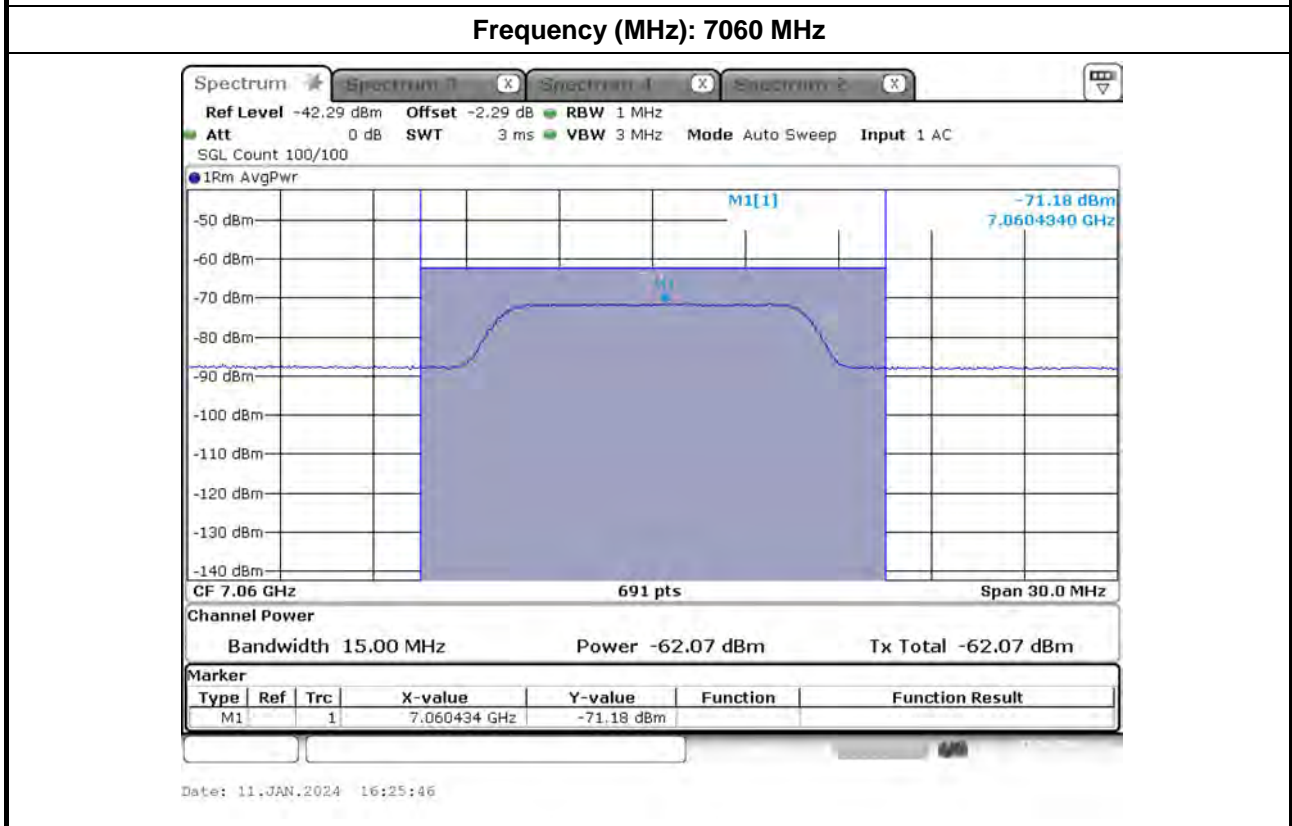 Frequency (MHz): 7060 MHz
Spectrum X X Spectrum 2 X
Ref Level -42.29 dBm Offset -2.29 dB RBW 1 MHz
Att 0 dB SWT 3 ms VBW 3 MHz Mode Auto Sweep Input 1 AC
SGL Count 100/100
1Rm AvgPwr
M1[1] -71.18 dBm
7.0604340 GHz
-50 dBm
-60 dBm
M1
-70 dBm
-80 dBm
-90 dBm
-100 dBm
-110 dBm
-120 dBm
-130 dBm
-140 dBm
CF 7.06 GHz 691 pts Span 30.0 MHz
Channel Power
Bandwidth 15.00 MHz Power -62.07 dBm Tx Total -62.07 dBm
Marker
Type Ref Trc X-value Y-value Function Function Result
M1 1 7.060434 GHz -71.18 dBm
Date: 11.JAN.2024 16:25:46